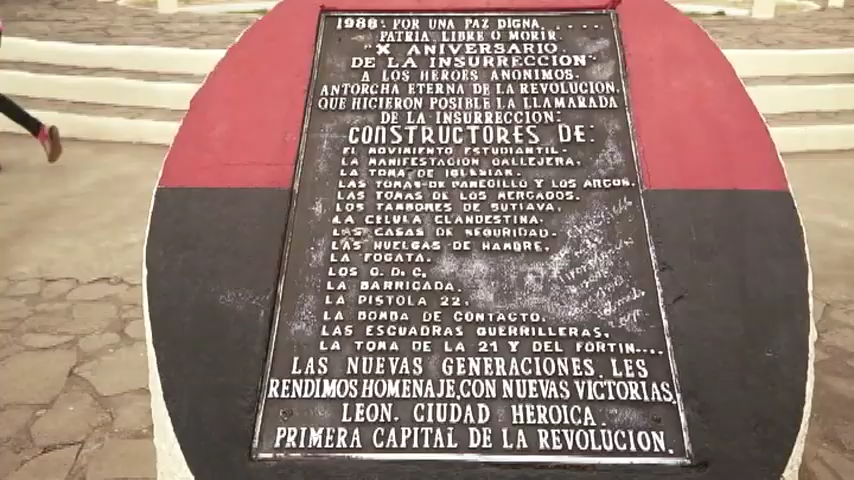 1988: POR UNA PAZ DIGNA.....
PATRIA, LIBRE O MORIR.
"X ANIVERSARIO
DE LA INSURRECCION"
A LOS HEROES ANONIMOS.
ANTORCHA ETERNA DE LA REVOLUCION,
QUE HICIERON POSIBLE LA LLAMARADA
DE LA INSURRECCION:
CONSTRUCTORES DE:
EL MOVIMIENTO ESTUDIANTIL-
LA MANIFESTACION CALLEJERA,
LA TOMA DE IGLESIAS.
LAS TOMAS DE PANECILLO Y LOS ARCOS.
LAS TOMAS DE LOS MERCADOS.
LOS TAMBORES DE SUTIAVA.
LA CELULA CLANDESTINA.
LAS CASAS DE SEGURIDAD-
LAS HUELGAS DE HAMBRE,
LA FOGATA.
LOS C. D. C,
LA BARRICADA.
LA PISTOLA 22.
LA BOMBA DE CONTACTO.
LAS ESCUADRAS GUERRILLERAS,
LA TOMA DE LA 21 Y DEL FORTIN....
LAS NUEVAS GENERACIONES, LES
RENDIMOS HOMENAJE, CON NUEVAS VICTORIAS,
LEON. CIUDAD HEROICA.
PRIMERA CAPITAL DE LA REVOLUCION.